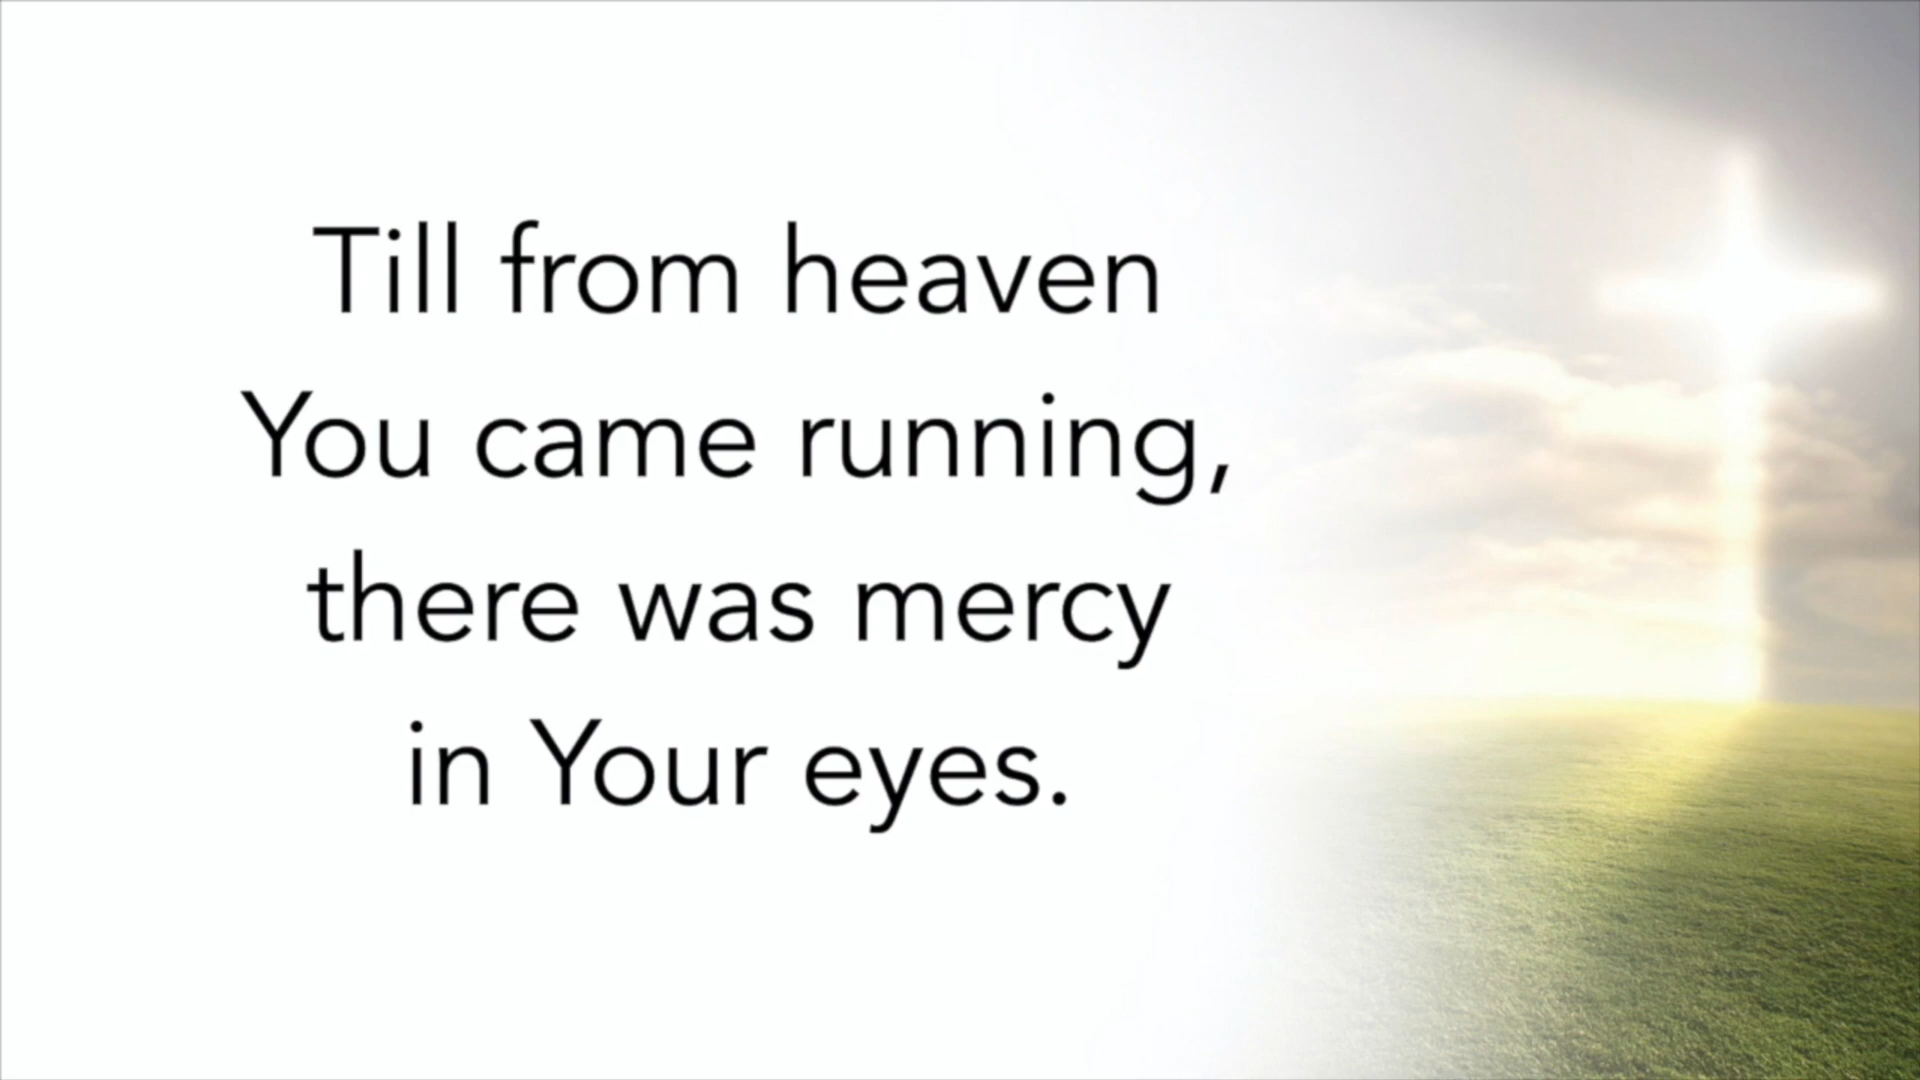 Till from heaven
You came running,
there was mercy
in Your eyes.